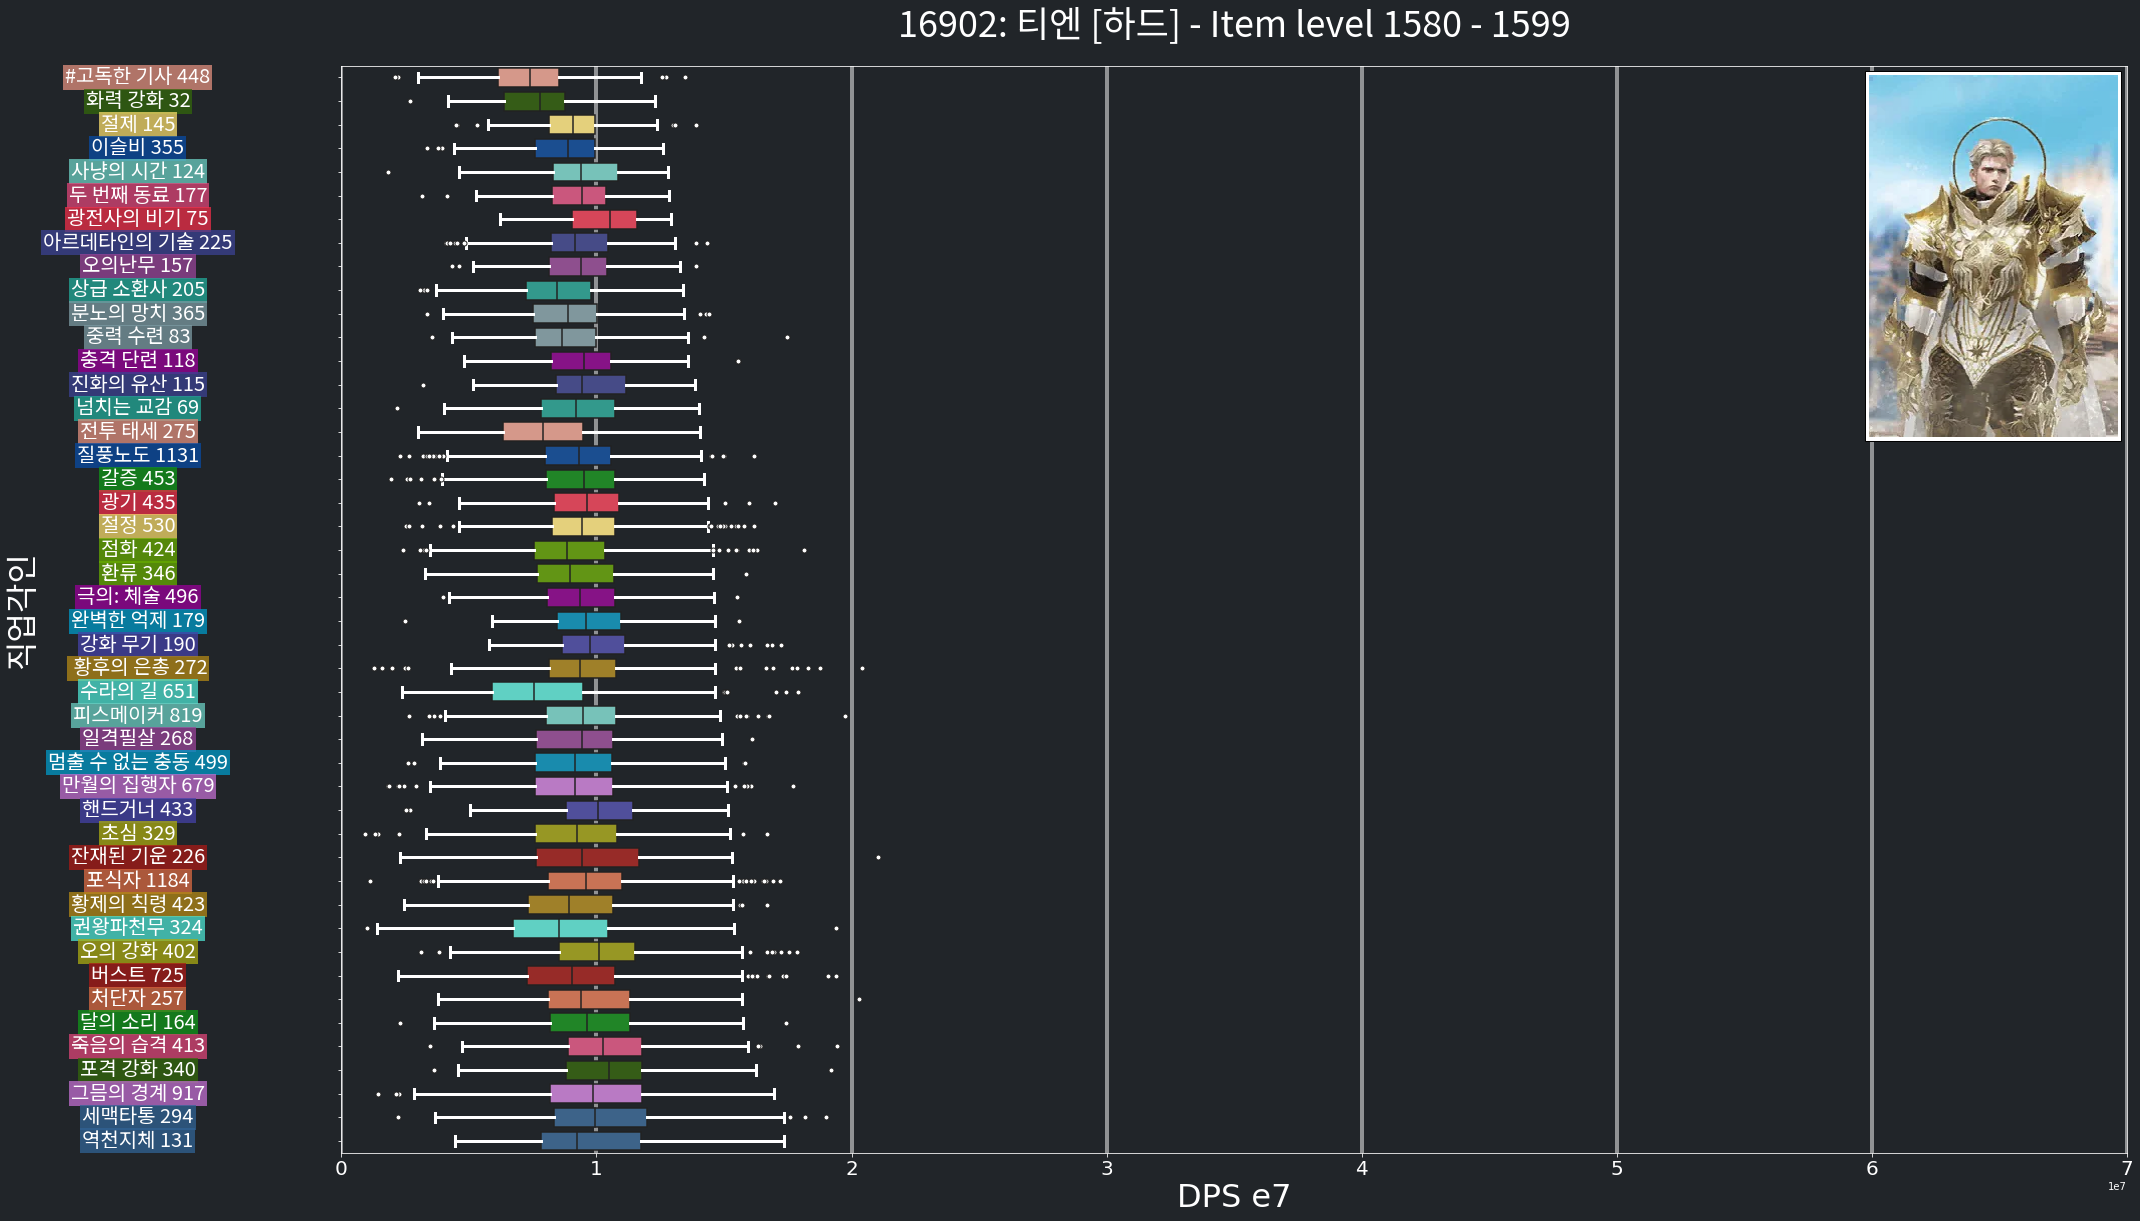 16902: 티엔 [하드] - Item level 1580 - 1599
직업각인
#고독한 기사 448
화력 강화 32
절제 145
이슬비 355
사냥의 시간 124
두 번째 동료 177
광전사의 비기 75
아르데타인의 기술 225
오의난무 157
상급 소환사 205
분노의 망치 365
중력 수련 83
충격 단련 118
진화의 유산 115
넘치는 교감 69
전투 태세 275
질풍노도 1131
갈증 453
광기 435
절정 530
점화 424
환류 346
극의: 체술 496
완벽한 억제 179
강화 무기 190
황후의 은총 272
수라의 길 651
피스메이커 819
일격필살 268
멈출 수 없는 충동 499
만월의 집행자 679
핸드거너 433
초심 329
잔재된 기운 226
포식자 1184
황제의 칙령 423
권왕파천무 324
오의 강화 402
버스트 725
처단자 257
달의 소리 164
죽음의 습격 413
포격 강화 340
그믐의 경계 917
세맥타통 294
역천지체 131
0 1 2 3 4 5 6 7
1e7
DPS e7